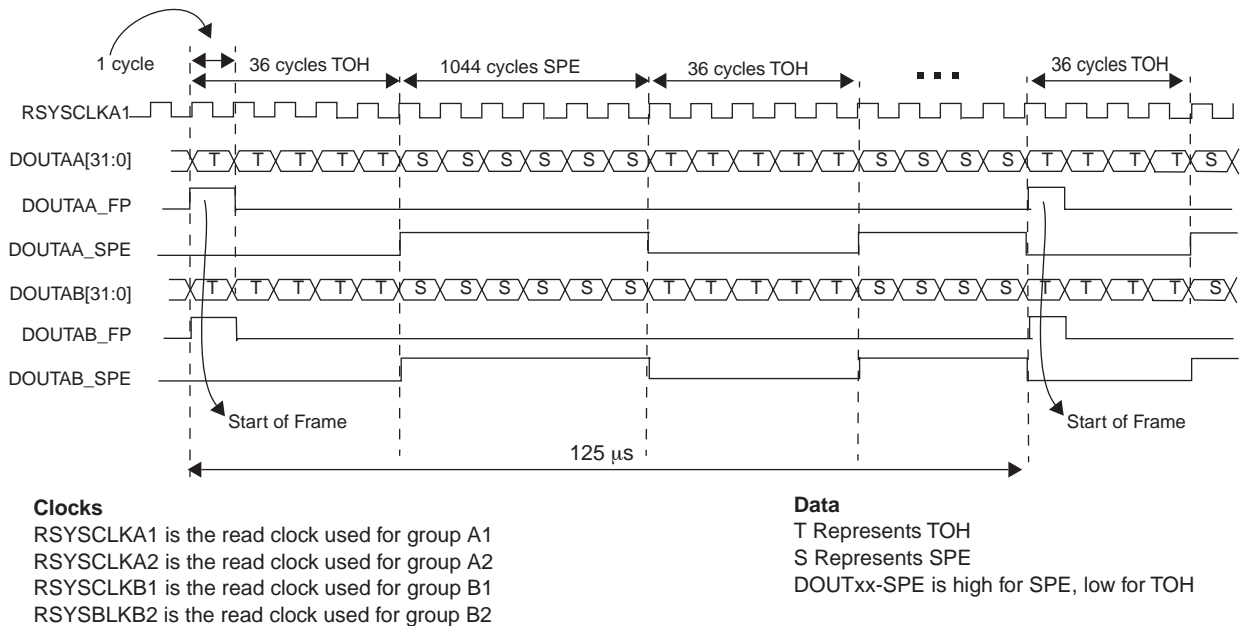 1 cycle
36 cycles TOH
1044 cycles SPE
36 cycles TOH
36 cycles TOH
RSYSCLKA1
DOUTAA[31:0]
T T T T T S S S S S S T T T T T S S S S T T T T S
DOUTAA_FP
DOUTAA_SPE
DOUTAB[31:0]
T T T T T S S S S S S T T T T T S S S S T T T T S
DOUTAB_FP
DOUTAB_SPE
Start of Frame
Start of Frame
125 μs
Clocks
RSYSCLKA1 is the read clock used for group A1
RSYSCLKA2 is the read clock used for group A2
RSYSCLKB1 is the read clock used for group B1
RSYSBLKB2 is the read clock used for group B2
Data
T Represents TOH
S Represents SPE
DOUTxx-SPE is high for SPE, low for TOH